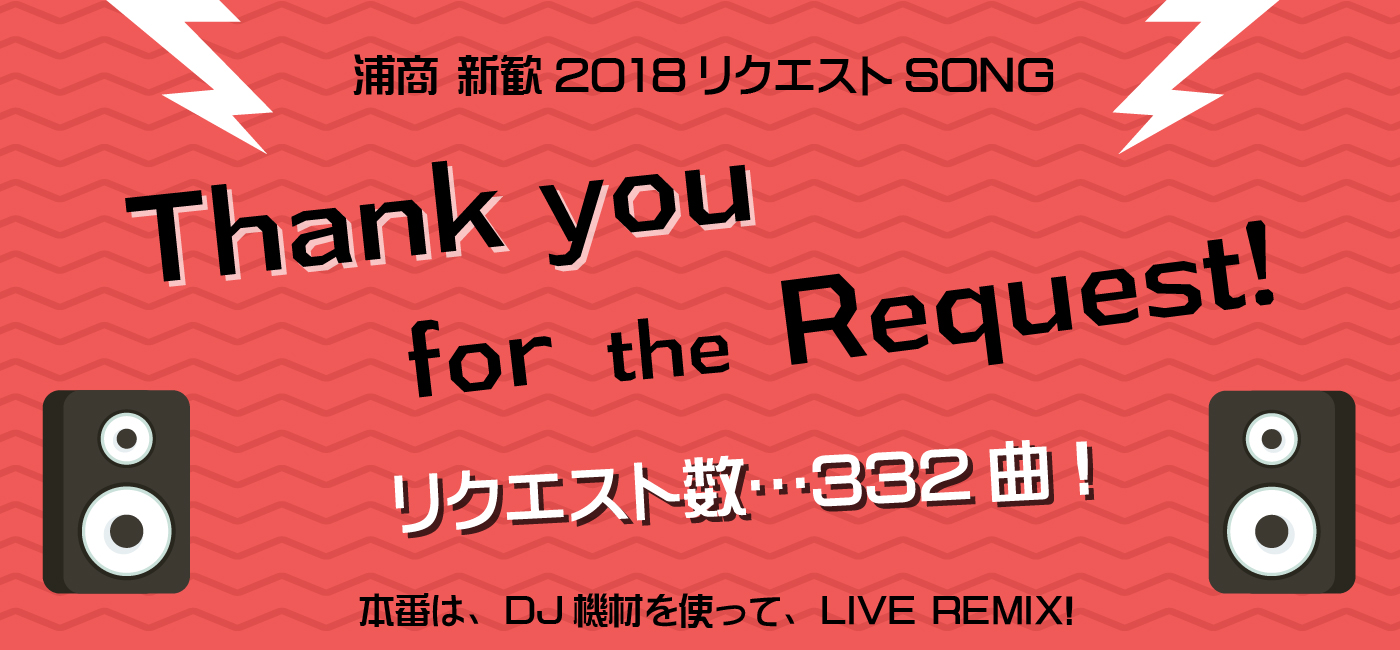 浦商 新歓 2018 リクエスト SONG
Thank you
for the Request!
リクエスト数…332曲！
本番は、DJ機材を使って、LIVE REMIX!